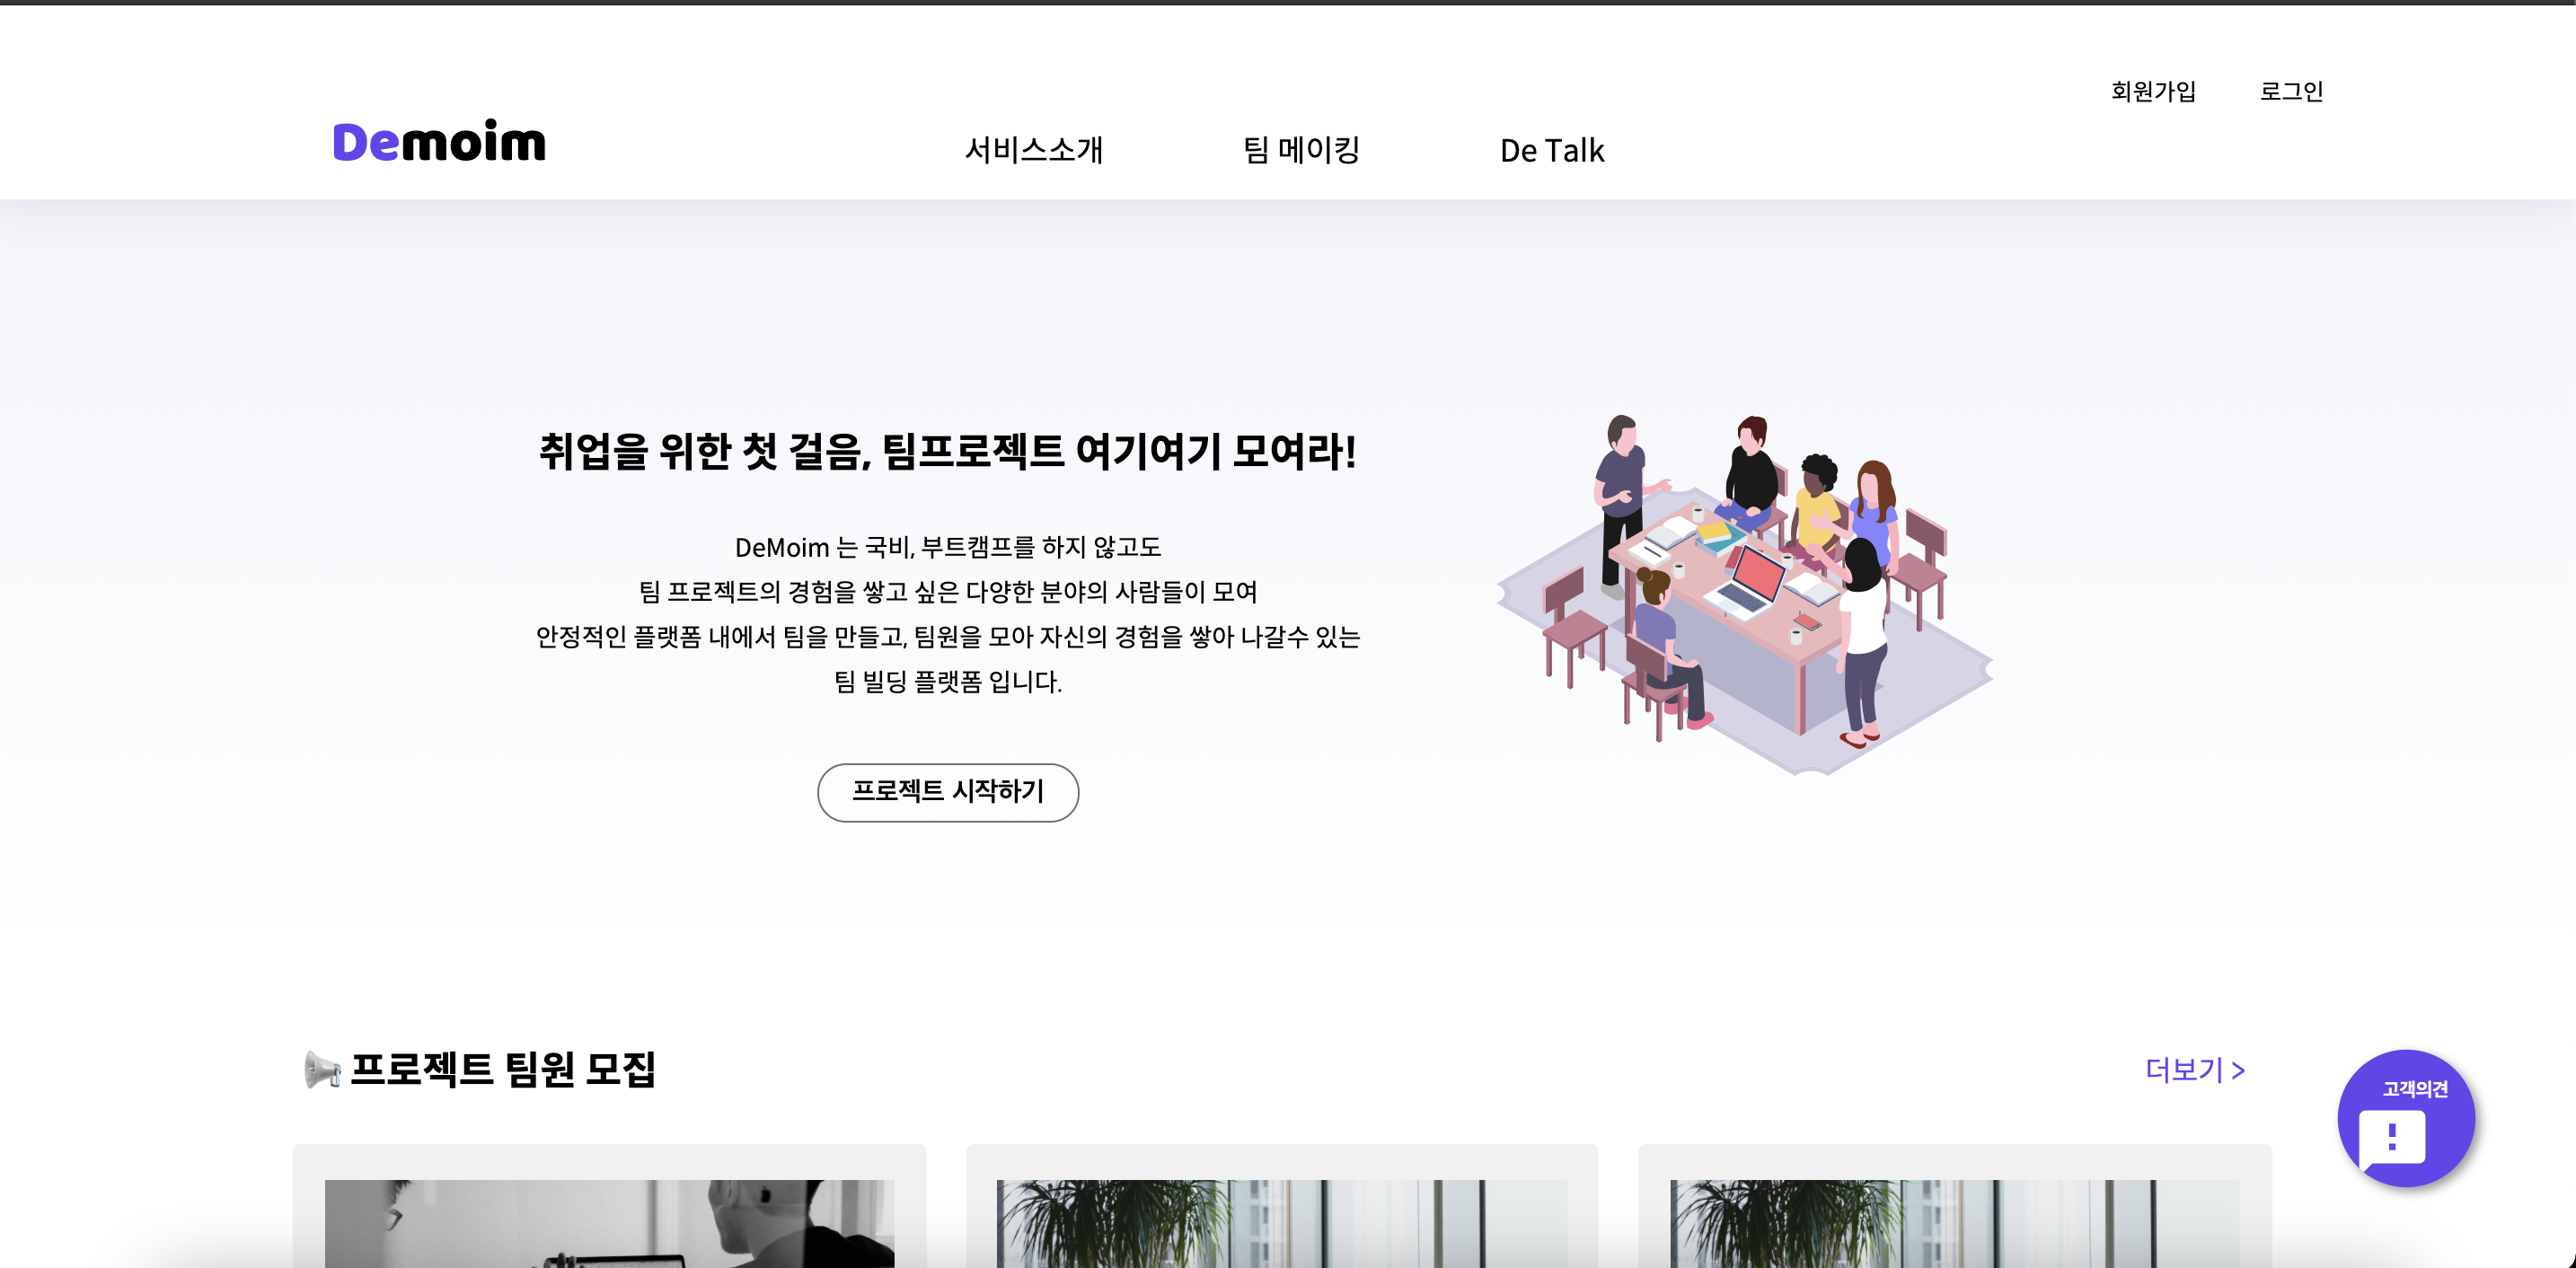 회원가입 로그인
Demoim 서비스소개 팀 메이킹 De Talk
취업을 위한 첫 걸음, 팀프로젝트 여기여기 모여라!
DeMoim 는 국비, 부트캠프를 하지 않고도
팀 프로젝트의 경험을 쌓고 싶은 다양한 분야의 사람들이 모여
안정적인 플랫폼 내에서 팀을 만들고, 팀원을 모아 자신의 경험을 쌓아 나갈수 있는
팀 빌딩 플랫폼 입니다.
프로젝트 시작하기
프로젝트 팀원 모집 더보기 >
고객의견